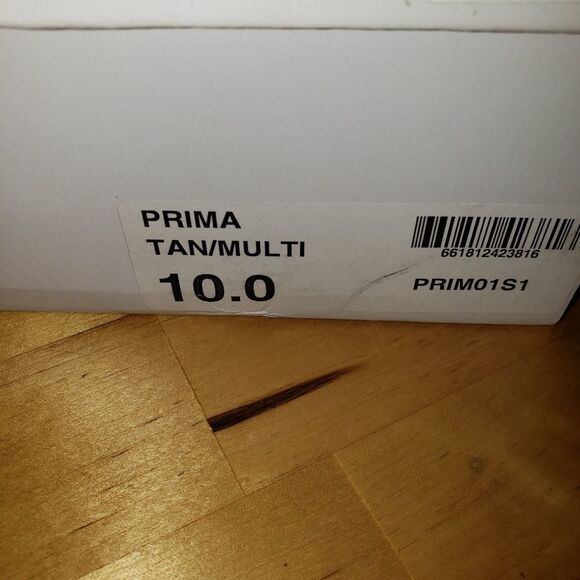 PRIMA
TAN/MULTI
10.0
661812423816
PRIM01S1